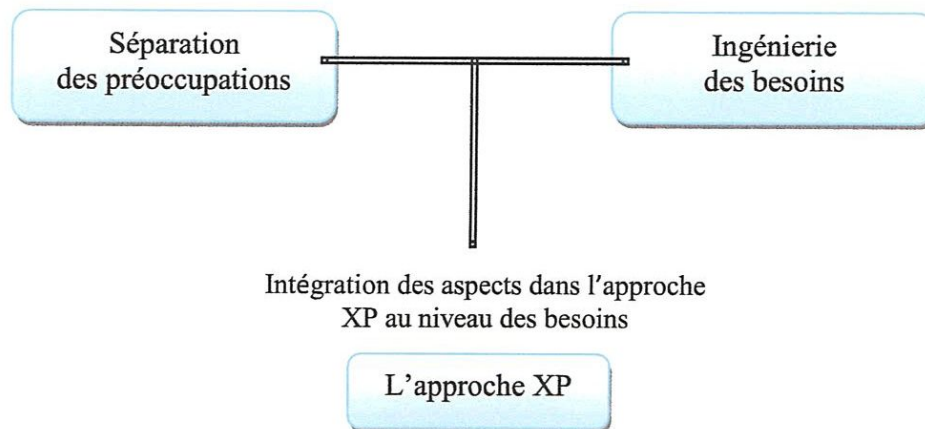 Séparation
des préoccupations
Ingénierie
des besoins
Intégration des aspects dans l'approche
XP au niveau des besoins
L'approche XP